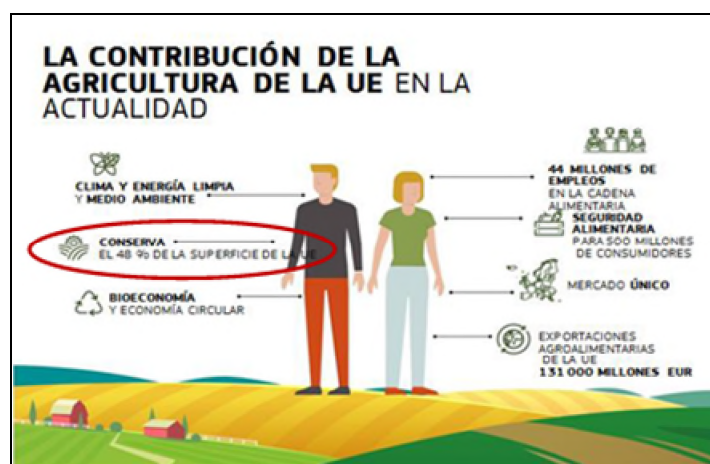 LA CONTRIBUCIÓN DE LA
AGRICULTURA DE LA UE EN LA
ACTUALIDAD
CLIMA Y ENERGÍA LIMPIA
Y MEDIO AMBIENTE
CONSERVA
EL 48 % DE LA SUPERFICIE DE LA UE
BIOECONOMÍA
Y ECONOMÍA CIRCULAR
44 MILLONES DE
EMPLEOS
EN LA CADENA
ALIMENTARIA
SEGURIDAD
ALIMENTARIA
PARA 500 MILLONES
DE CONSUMIDORES
MERCADO ÚNICO
EXPORTACIONES
AGROALIMENTARIAS
DE LA UE
131 000 MILLONES EUR